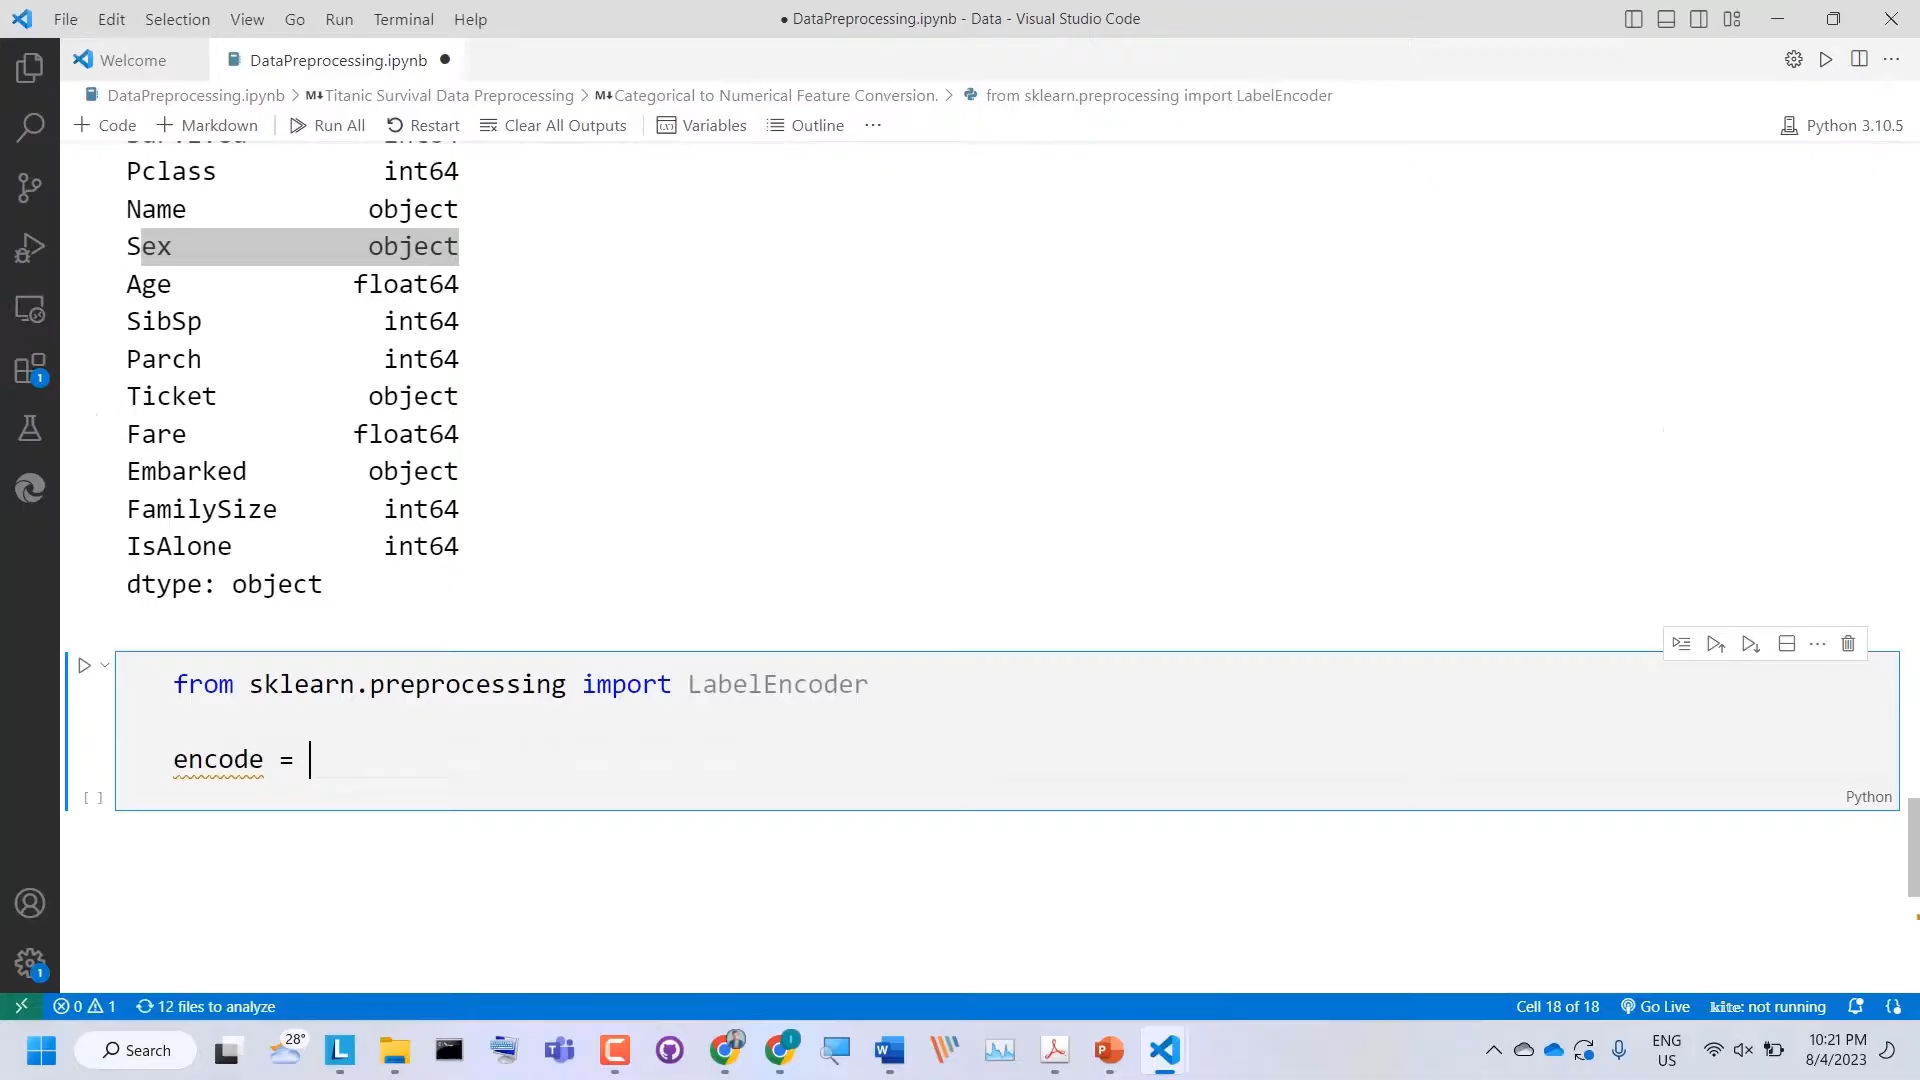 File Edit Selection View Go Run Terminal Help
● DataPreprocessing.ipynb - Data - Visual Studio Code
Welcome
DataPreprocessing.ipynb ●
DataPreprocessing.ipynb > M↓Titanic Survival Data Preprocessing > M↓Categorical to Numerical Feature Conversion. > from sklearn.preprocessing import LabelEncoder
+ Code + Markdown Run All Restart Clear All Outputs Variables Outline ···
Python 3.10.5
Pclass int64
Name object
Sex object
Age float64
SibSp int64
Parch int64
Ticket object
Fare float64
Embarked object
FamilySize int64
IsAlone int64
dtype: object
from sklearn.preprocessing import LabelEncoder
encode =
[ ]
Python
1
1
0 1 12 files to analyze
Cell 18 of 18 Go Live kite: not running
Search
28°
ENG
US
10:21 PM
8/4/2023